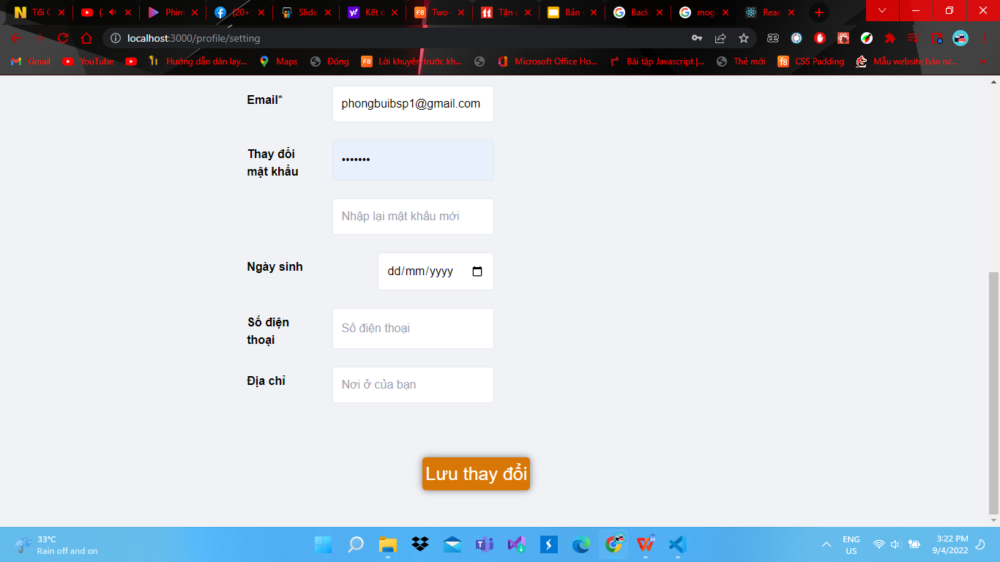 Tối C
(2
Phim
(20+
Slide
Kết q
Two-
Tận d
Bản s
Back
mog
Reac
localhost:3000/profile/setting
Gmail
YouTube
Hướng dẫn dàn lay...
Maps
Đóng
Lời khuyên trước kh...
Microsoft Office Ho...
Bài tập Javascript |...
Thẻ mới
CSS Padding
Mẫu website bán rư...
Email*
phongbuibsp1@gmail.com
Thay đổi
mật khẩu
•••••••
Nhập lại mật khẩu mới
Ngày sinh
dd/mm/yyyy
Số điện
thoại
Số điện thoại
Địa chỉ
Nơi ở của bạn
Lưu thay đổi
33°C
Rain off and on
ENG
US
3:22 PM
9/4/2022